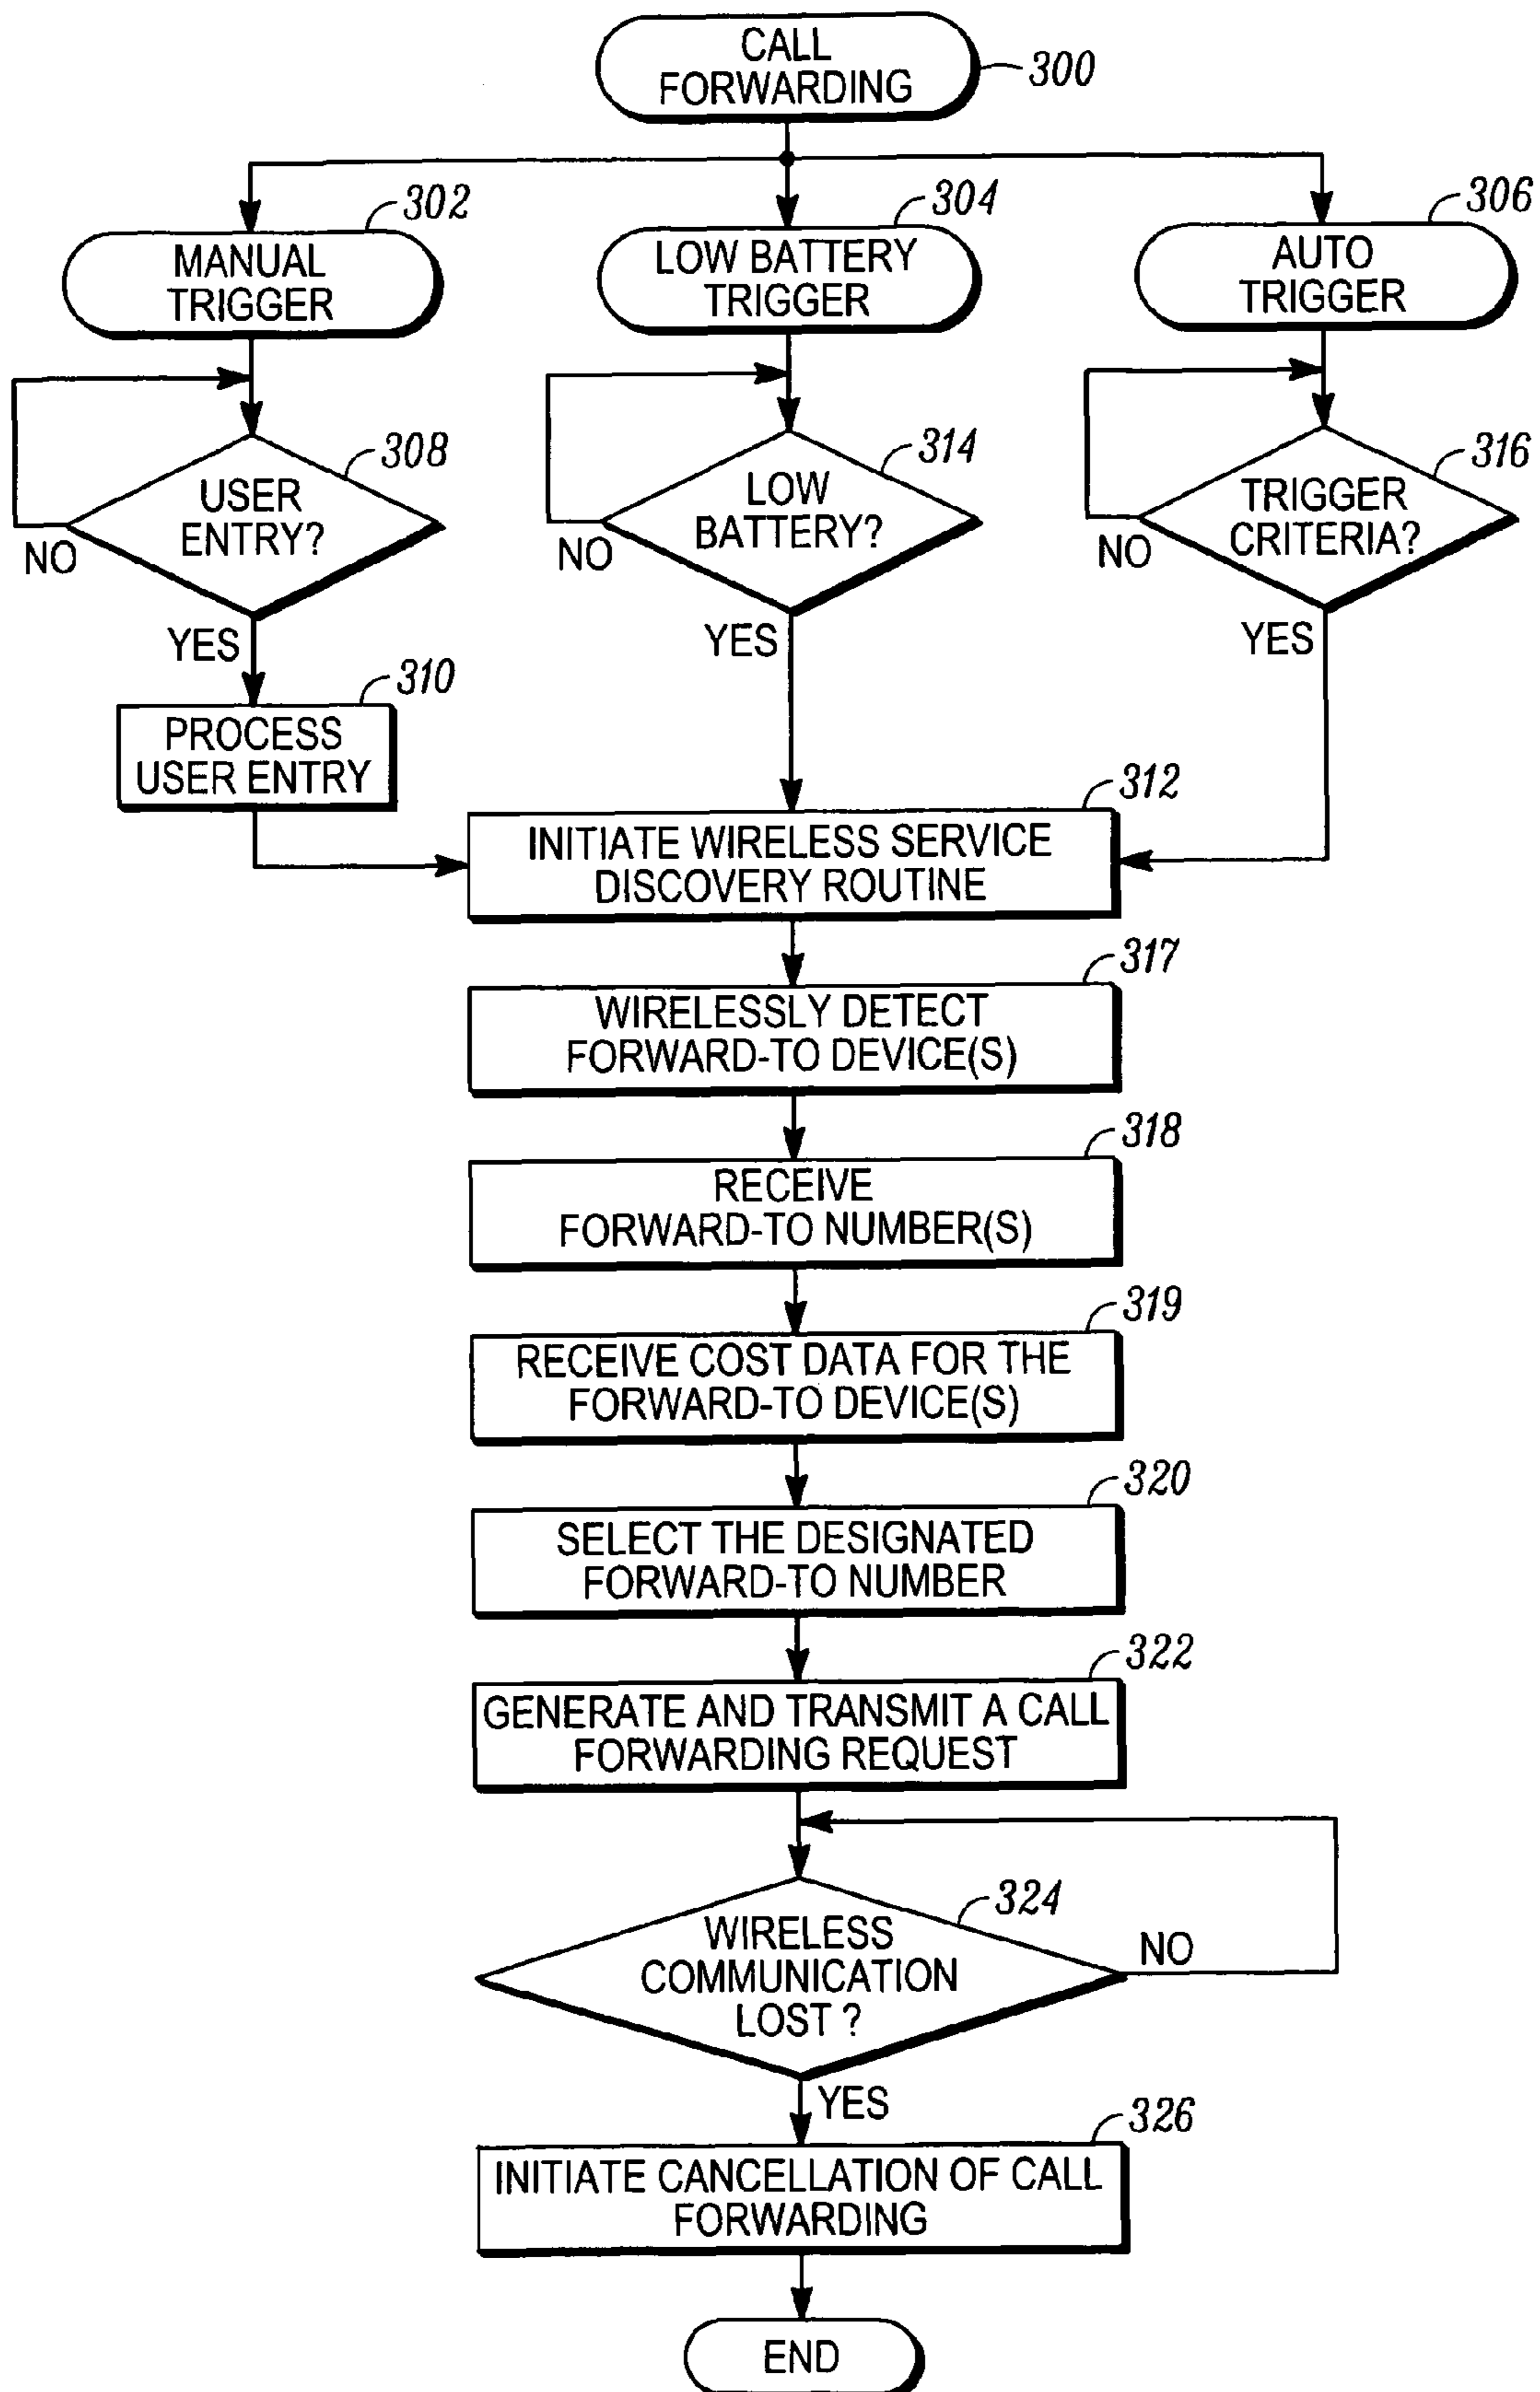 CALL
FORWARDING
300
302
304
306
MANUAL
TRIGGER
LOW BATTERY
TRIGGER
AUTO
TRIGGER
308
314
316
USER
ENTRY?
LOW
BATTERY?
TRIGGER
CRITERIA?
NO
NO
NO
YES
YES
YES
310
PROCESS
USER ENTRY
312
INITIATE WIRELESS SERVICE
DISCOVERY ROUTINE
317
WIRELESSLY DETECT
FORWARD-TO DEVICE(S)
318
RECEIVE
FORWARD-TO NUMBER(S)
319
RECEIVE COST DATA FOR THE
FORWARD-TO DEVICE(S)
320
SELECT THE DESIGNATED
FORWARD-TO NUMBER
322
GENERATE AND TRANSMIT A CALL
FORWARDING REQUEST
324
WIRELESS
COMMUNICATION
LOST ?
NO
YES
326
INITIATE CANCELLATION OF CALL
FORWARDING
END